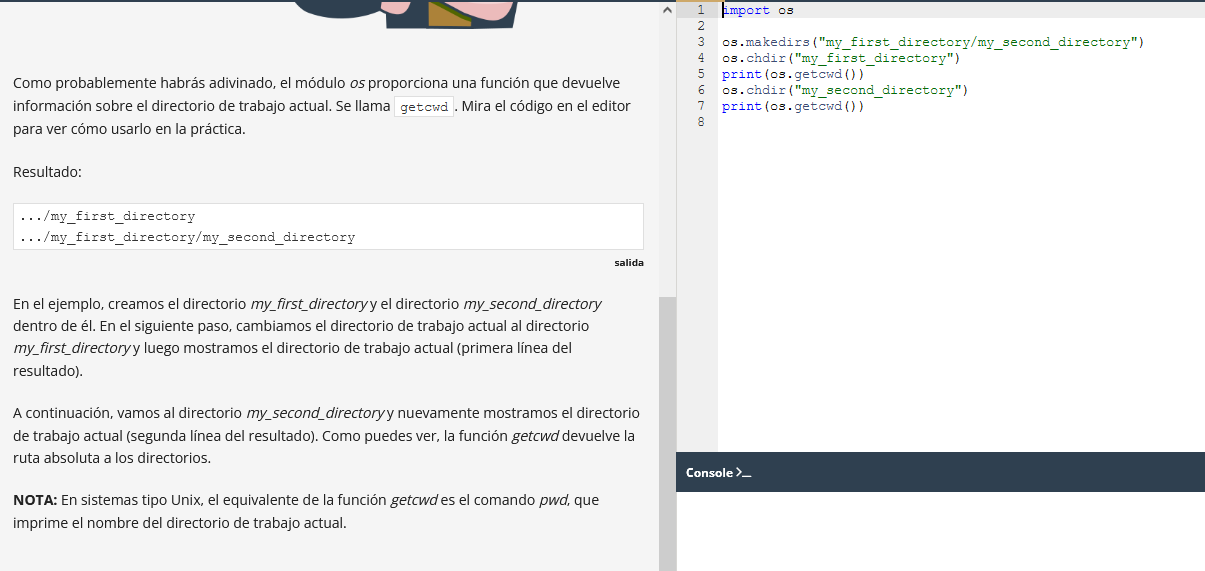 Como probablemente habrás adivinado, el módulo os proporciona una función que devuelve
información sobre el directorio de trabajo actual. Se llama getcwd. Mira el código en el editor
para ver cómo usarlo en la práctica.
Resultado:
.../my_first_directory
.../my_first_directory/my_second_directory
salida
En el ejemplo, creamos el directorio my_first_directory y el directorio my_second_directory
dentro de él. En el siguiente paso, cambiamos el directorio de trabajo actual al directorio
my_first_directory y luego mostramos el directorio de trabajo actual (primera línea del
resultado).
A continuación, vamos al directorio my_second_directory y nuevamente mostramos el directorio
de trabajo actual (segunda línea del resultado). Como puedes ver, la función getcwd devuelve la
ruta absoluta a los directorios.
NOTA: En sistemas tipo Unix, el equivalente de la función getcwd es el comando pwd, que
imprime el nombre del directorio de trabajo actual.
1 import os
2
3 os.makedirs("my_first_directory/my_second_directory")
4 os.chdir("my_first_directory")
5 print(os.getcwd())
6 os.chdir("my_second_directory")
7 print(os.getcwd())
8
Console >_